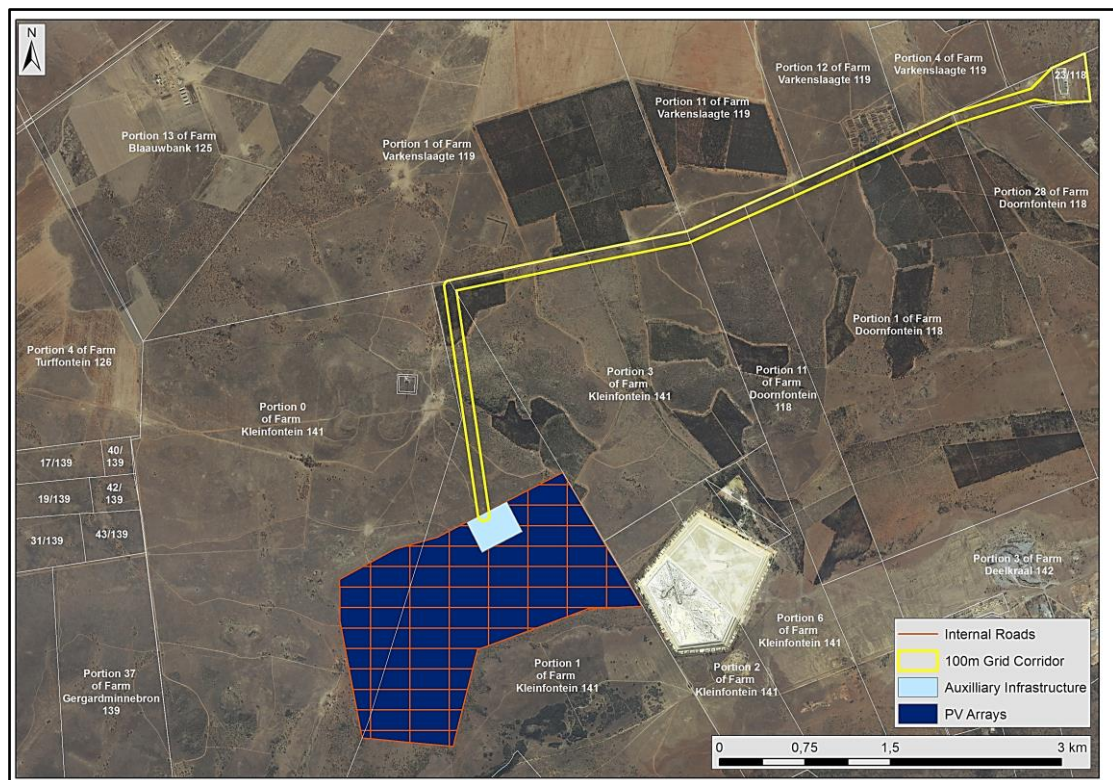 N
Portion 12 of Farm
Varkenslaagte 119
Portion 4 of Farm
Varkenslaagte 119
23/118
Portion 11 of Farm
Varkenslaagte 119
Portion 13 of Farm
Blaauwbank 125
Portion 1 of Farm
Varkenslaagte 119
Portion 28 of Farm
Doornfontein 118
Portion 1 of Farm
Doornfontein 118
Portion 4 of Farm
Turffontein 126
Portion 3
of Farm
Kleinfontein 141
Portion 11
of Farm
Doornfontein
118
Portion 0
of Farm
Kleinfontein 141
17/139
40/
139
19/139
42/
139
31/139
43/139
Portion 3 of Farm
Deelkraal 142
Portion 6
of Farm
Kleinfontein 141
Portion 37
of Farm
Gergardminnebron
139
Portion 1
of Farm
Kleinfontein 141
Portion 2
of Farm
Kleinfontein 141
Internal Roads
100m Grid Corridor
Auxilliary Infrastructure
PV Arrays
0 0,75 1,5 3 km